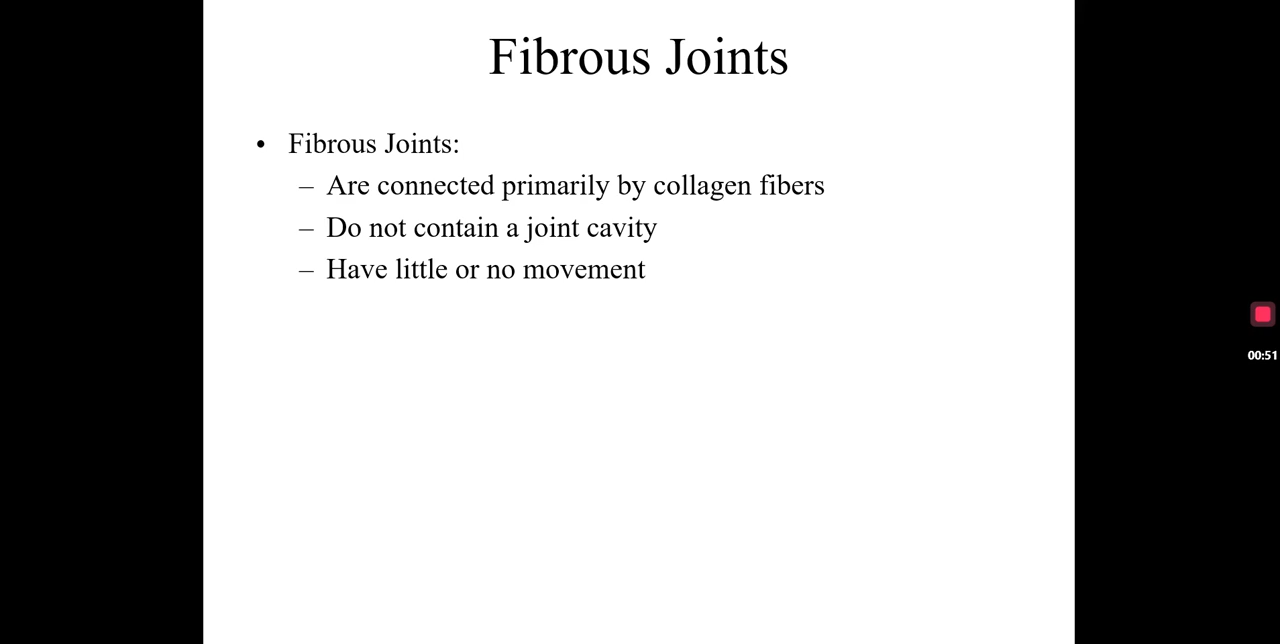 Fibrous Joints
• Fibrous Joints:
– Are connected primarily by collagen fibers
– Do not contain a joint cavity
– Have little or no movement
00:51